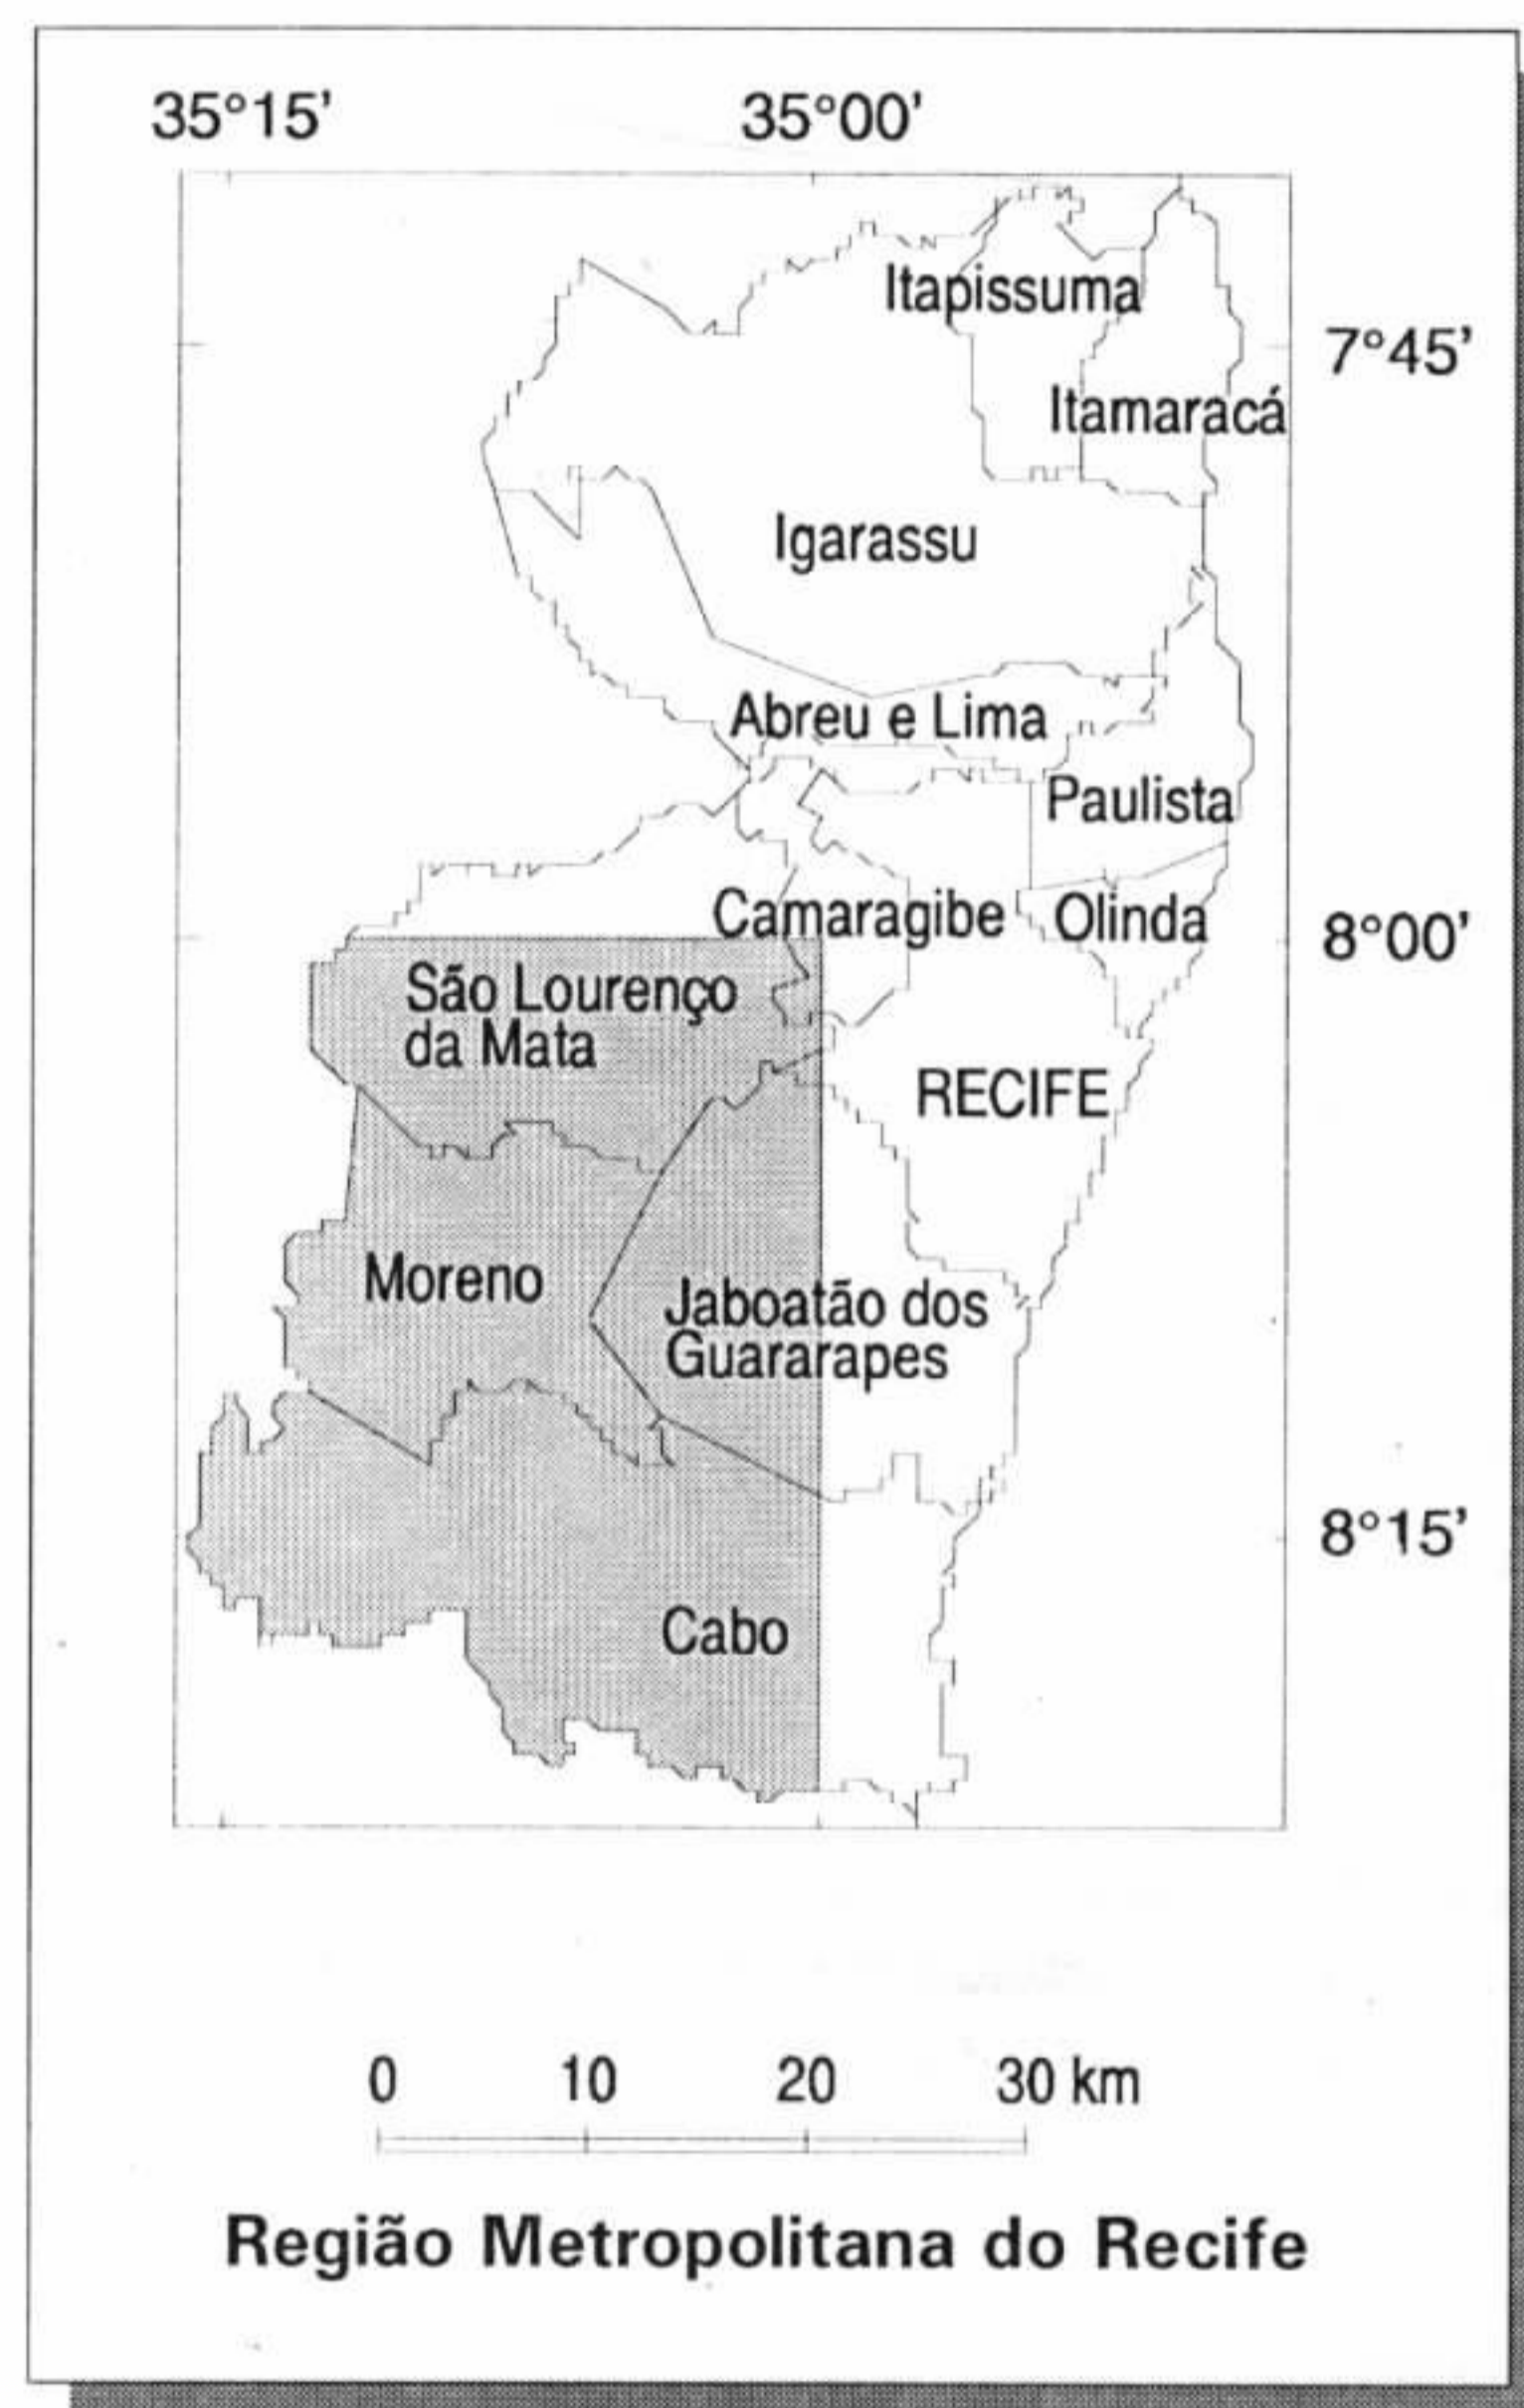 35°15' 35°00'
Itapissuma
7°45'
Itamaracá
Igarassu
Abreu e Lima
Paulista
Camaragibe
Olinda
8°00'
São Lourenço
da Mata
RECIFE
Moreno
Jaboatão dos
Guararapes
8°15'
Cabo
0 10 20 30 km
Região Metropolitana do Recife